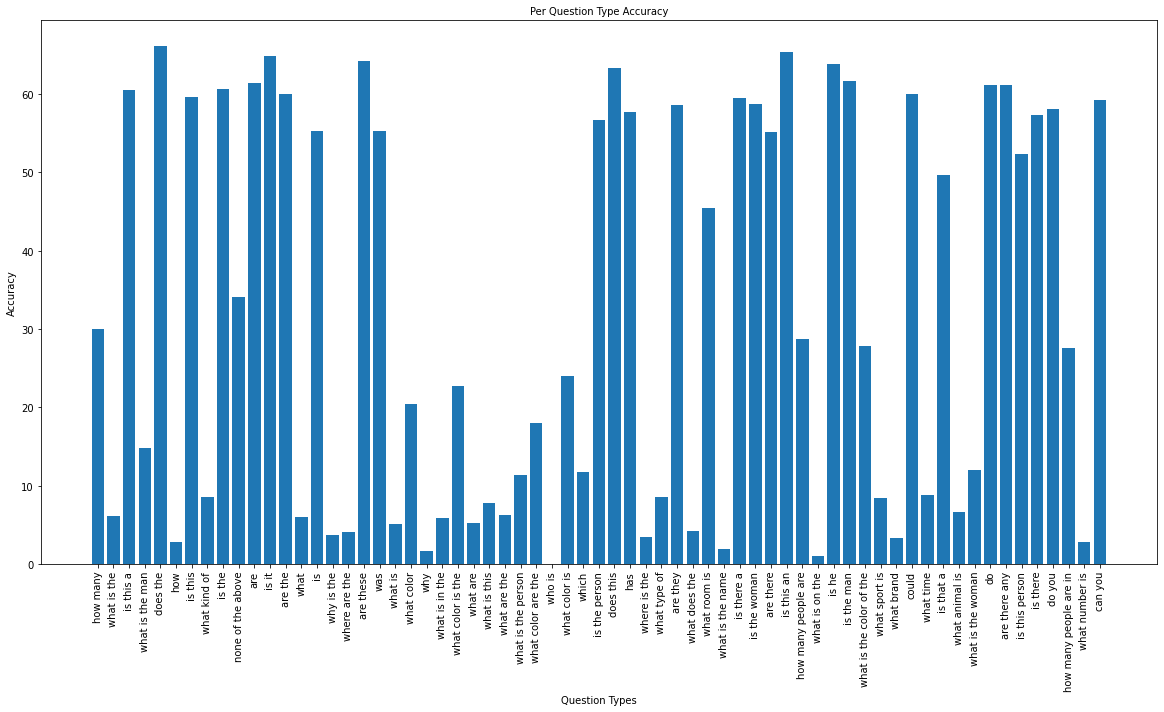 Per Question Type Accuracy
Accuracy
60
50
40
30
20
10
0
how many
what is the
is this a
what is the man
does the
how
is this
what kind of
is the
none of the above
are
is it
are the
what
is
why is the
where are the
are these
was
what is
what color
why
what is in the
what color is the
what are
what is this
what are the
what is the person
what color are the
who is
what color is
which
is the person
does this
has
where is the
what type of
are they
what does the
what room is
what is the name
is there a
is the woman
are there
is this an
how many people are
what is on the
is he
is the man
what is the color of the
what sport is
what brand
could
what time
is that a
what animal is
what is the woman
do
are there any
is this person
is there
do you
how many people are in
what number is
can you
Question Types